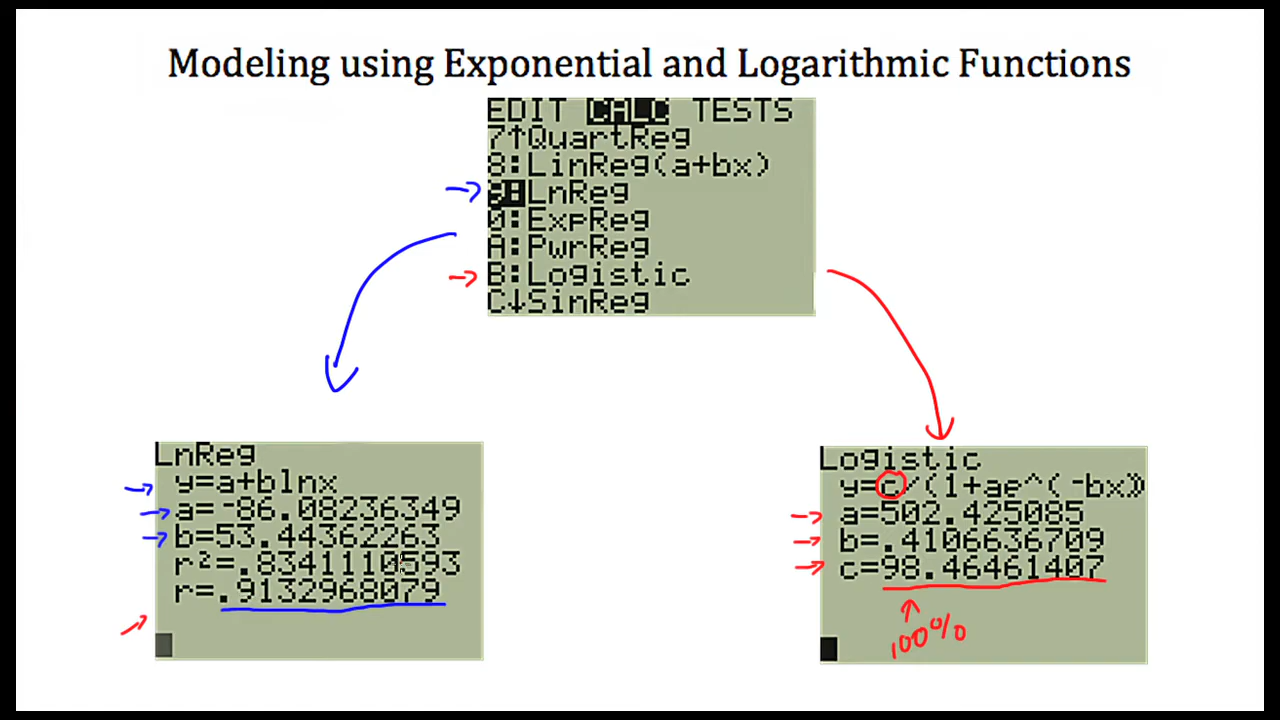 Modeling using Exponential and Logarithmic Functions
EDIT CALC TESTS
7↑QuartReg
8:LinReg(a+bx)
9:LnReg
0:ExpReg
A:PwrReg
B:Logistic
C↓SinReg
LnReg
y=a+blnx
a=-86.08236349
b=53.44362263
r²=.8341110593
r=.9132968079
Logistic
y=c/(1+ae^(-bx))
a=502.425085
b=.4106636709
c=98.46461407
100%